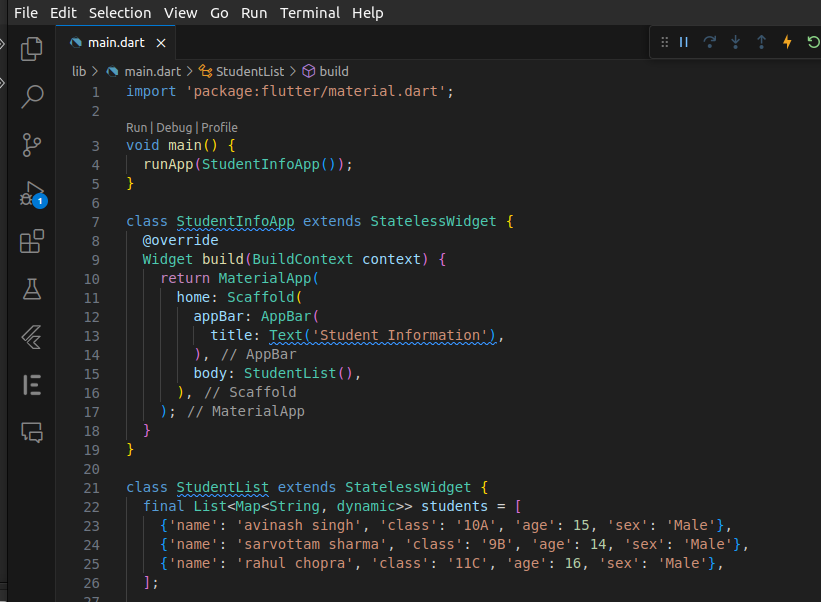 File Edit Selection View Go Run Terminal Help
main.dart
lib > main.dart > StudentList > build
1 import 'package:flutter/material.dart';
2
Run | Debug | Profile
3 void main() {
4 runApp(StudentInfoApp());
5 }
6
7 class StudentInfoApp extends StatelessWidget {
8 @override
9 Widget build(BuildContext context) {
10 return MaterialApp(
11 home: Scaffold(
12 appBar: AppBar(
13 title: Text('Student Information'),
14 ), // AppBar
15 body: StudentList(),
16 ), // Scaffold
17 ); // MaterialApp
18 }
19 }
20
21 class StudentList extends StatelessWidget {
22 final List<Map<String, dynamic>> students = [
23 {'name': 'avinash singh', 'class': '10A', 'age': 15, 'sex': 'Male'},
24 {'name': 'sarvottam sharma', 'class': '9B', 'age': 14, 'sex': 'Male'},
25 {'name': 'rahul chopra', 'class': '11C', 'age': 16, 'sex': 'Male'},
26 ];
27
1